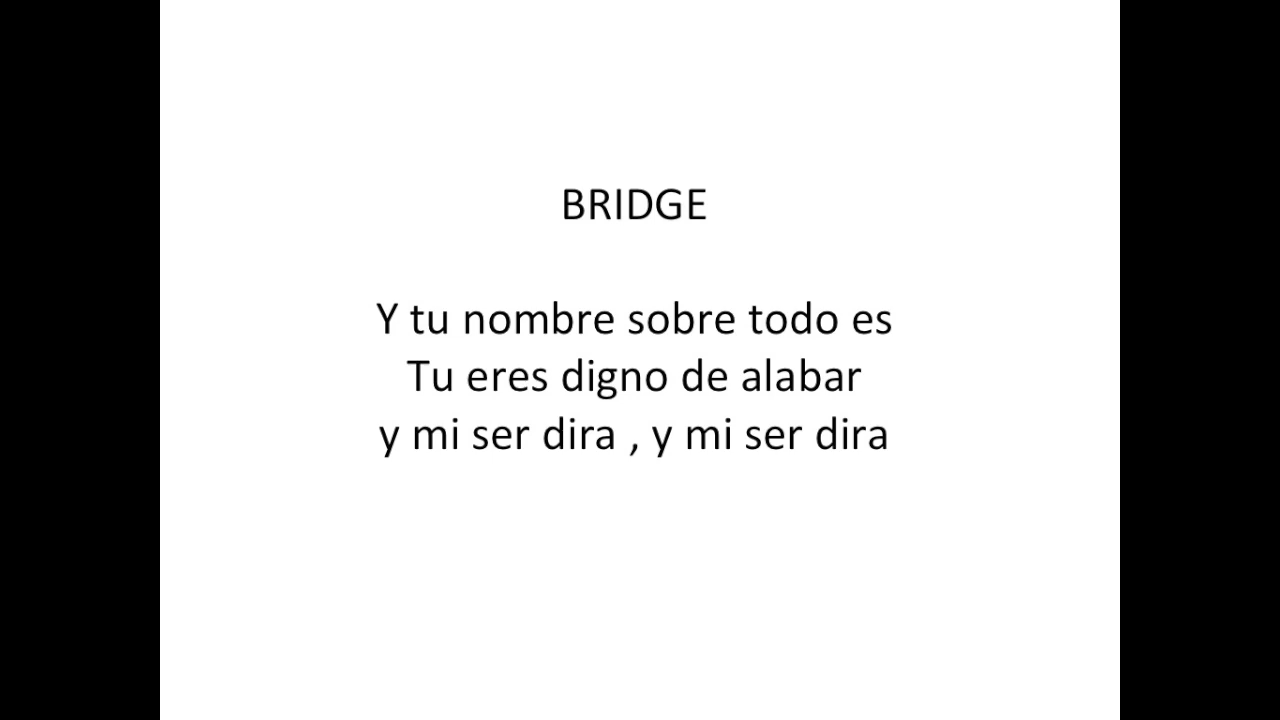 BRIDGE
Y tu nombre sobre todo es
Tu eres digno de alabar
y mi ser dira , y mi ser dira